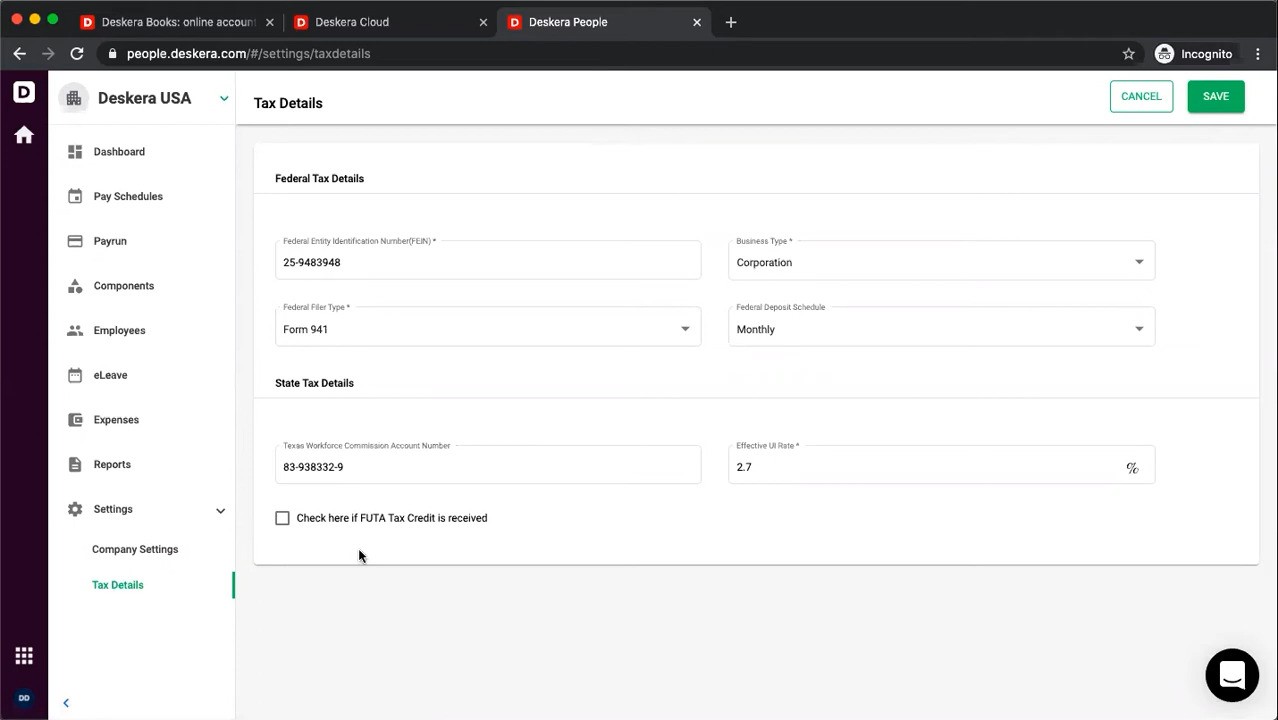 Deskera Books: online accoun
Deskera Cloud
Deskera People
people.deskera.com/#/settings/taxdetails
Incognito
D
Deskera USA
Tax Details
CANCEL
SAVE
Dashboard
Pay Schedules
Payrun
Components
Employees
eLeave
Expenses
Reports
Settings
Company Settings
Tax Details
DD
Federal Tax Details
Federal Entity Identification Number(FEIN) *
25-9483948
Business Type *
Corporation
Federal Filer Type *
Form 941
Federal Deposit Schedule
Monthly
State Tax Details
Texas Workforce Commission Account Number
83-938332-9
Effective UI Rate *
2.7
%
Check here if FUTA Tax Credit is received